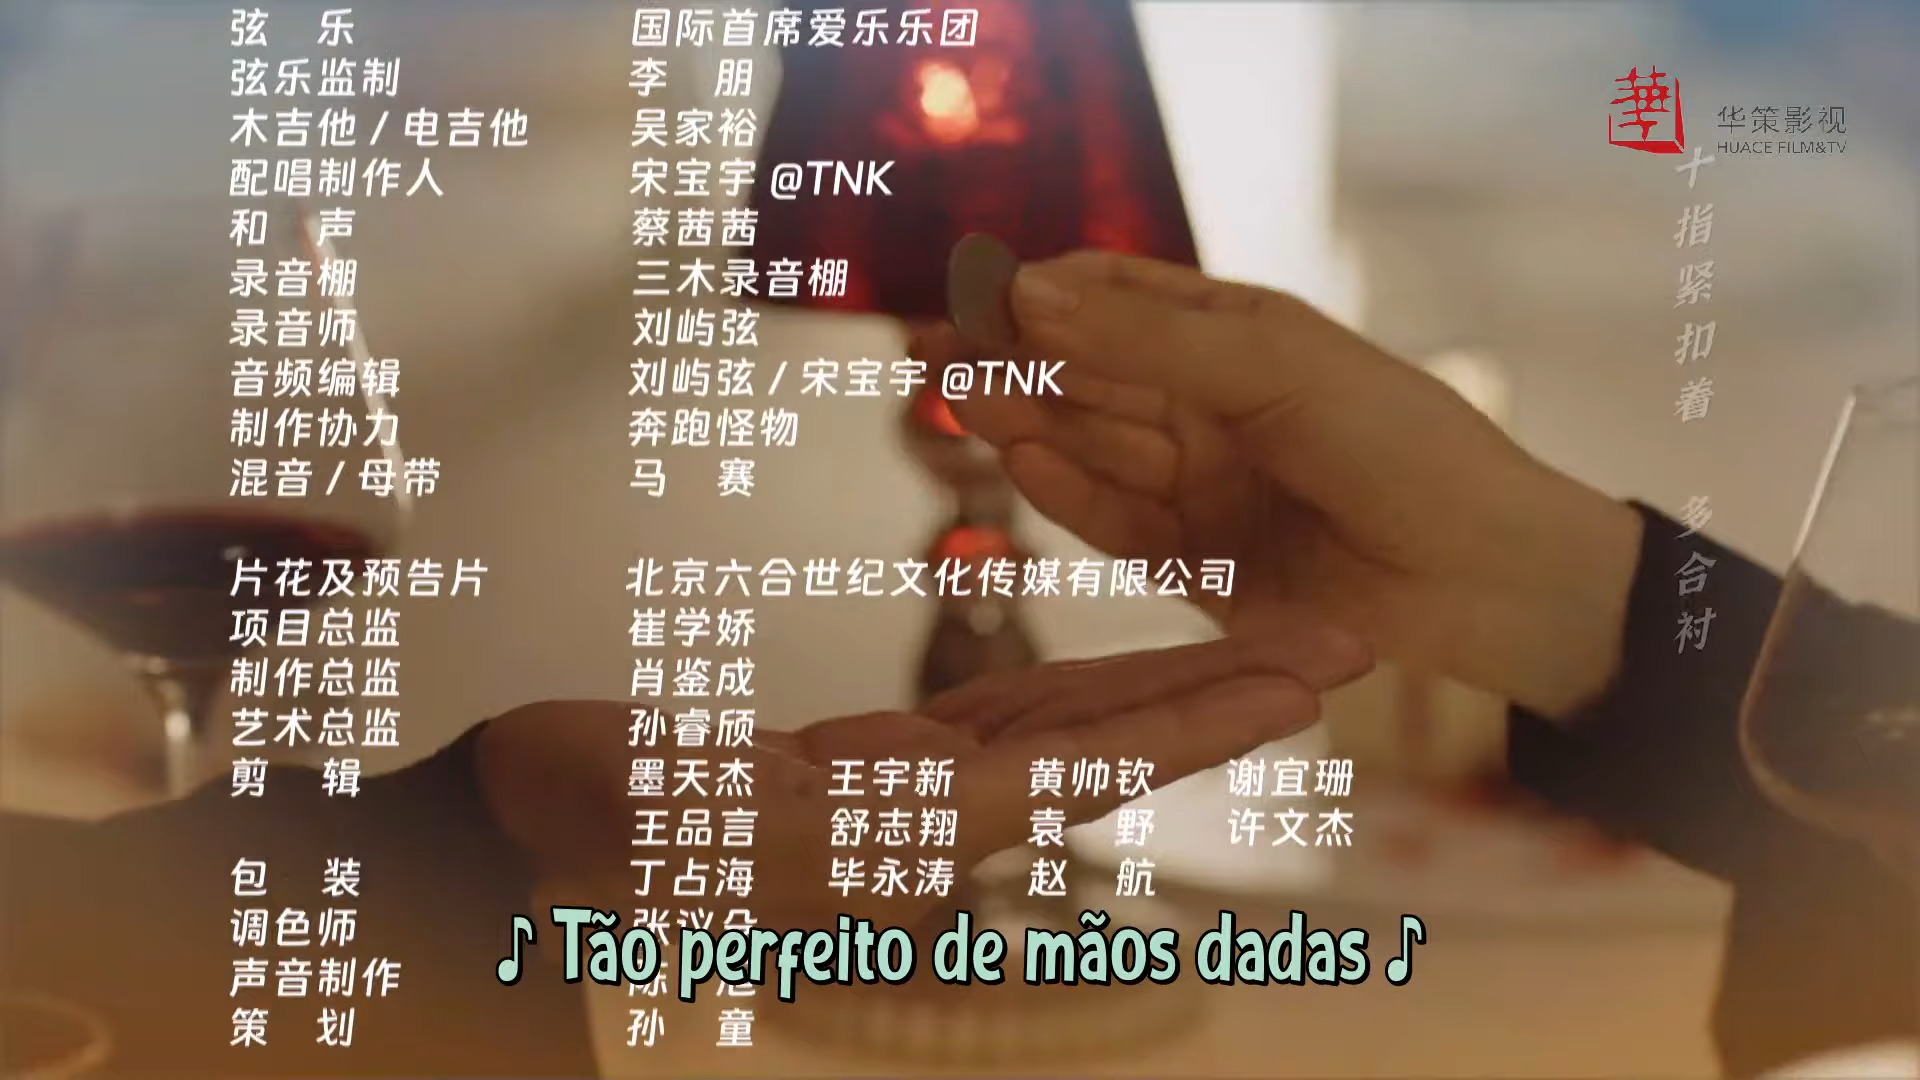 弦 乐 国际首席爱乐乐团
弦乐监制 李 朋
木吉他 / 电吉他 吴家裕
配唱制作人 宋宝宇 @TNK
和 声 蔡茜茜
录音棚 三木录音棚
录音师 刘屿弦
音频编辑 刘屿弦 / 宋宝宇 @TNK
制作协力 奔跑怪物
混音 / 母带 马 赛
片花及预告片 北京六合世纪文化传媒有限公司
项目总监 崔学娇
制作总监 肖鉴成
艺术总监 孙睿颀
剪 辑 墨天杰 王宇新 黄帅钦 谢宜珊
王品言 舒志翔 袁 野 许文杰
包 装 丁占海 毕永涛 赵 航
调色师
声音制作
策 划 孙 童
華
华策影视
HUACE FILM&TV
十指紧扣着 多合衬
♪ Tão perfeito de mãos dadas ♪